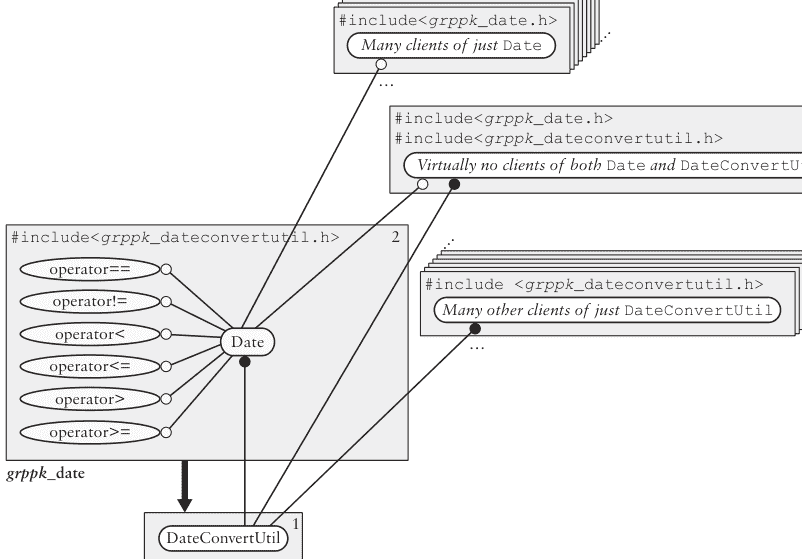 #include<grppk_date.h>
Many clients of just Date
...
#include<grppk_date.h>
#include<grppk_dateconvertutil.h>
Virtually no clients of both Date and DateConvertUt
#include<grppk_dateconvertutil.h> 2
operator==
operator!=
operator<
operator<=
operator>
operator>=
Date
...
#include <grppk_dateconvertutil.h>
Many other clients of just DateConvertUtil
...
grppk_date
1
DateConvertUtil